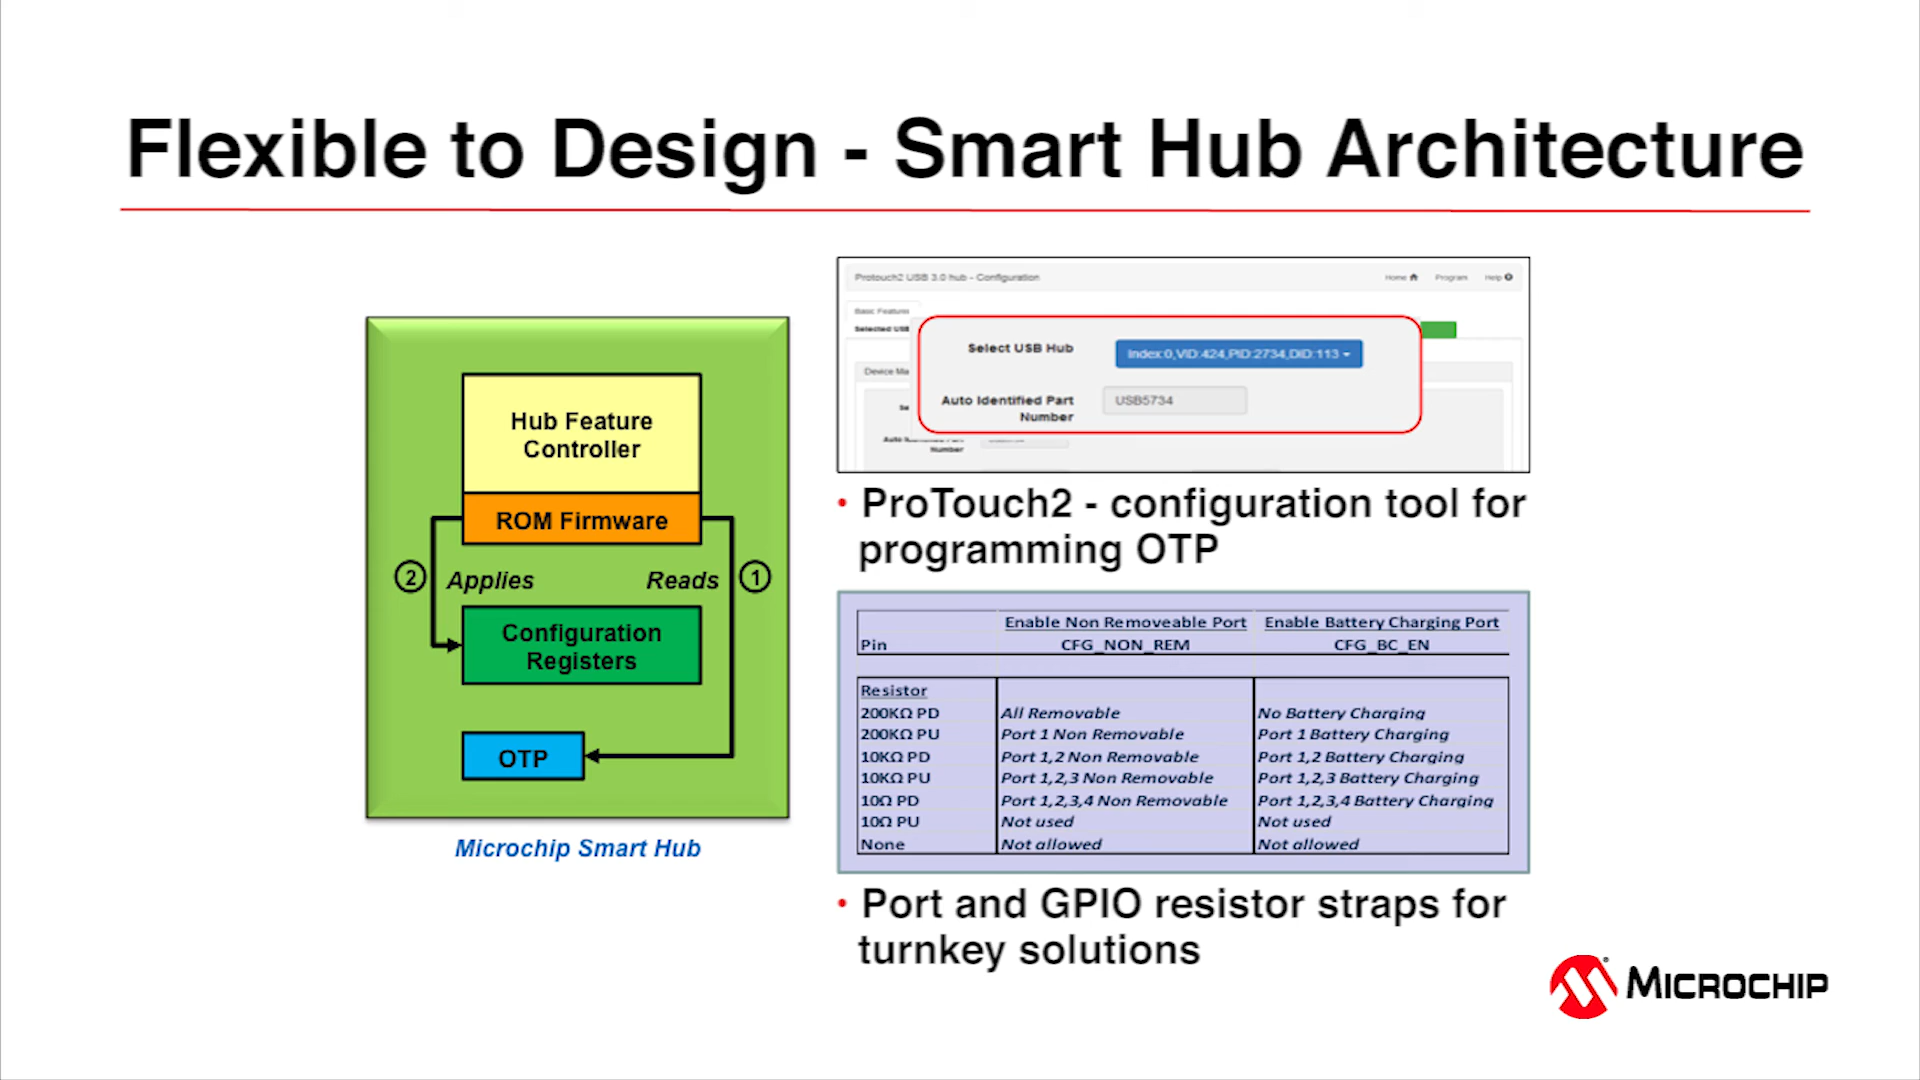 Flexible to Design - Smart Hub Architecture
Hub Feature
Controller
ROM Firmware
2 Applies Reads 1
Configuration
Registers
OTP
Microchip Smart Hub
Protouch2 USB 3.0 hub - Configuration Home Program Help
Basic Features
Selected USB
Select USB Hub Index:0,VID:424,PID:2734,DID:113
Device Ma
Auto Identified Part USB5734
Number
Se
Number
• ProTouch2 - configuration tool for
programming OTP
Enable Non Removeable Port Enable Battery Charging Port
Pin CFG_NON_REM CFG_BC_EN
Resistor
200KΩ PD All Removable No Battery Charging
200KΩ PU Port 1 Non Removable Port 1 Battery Charging
10KΩ PD Port 1,2 Non Removable Port 1,2 Battery Charging
10KΩ PU Port 1,2,3 Non Removable Port 1,2,3 Battery Charging
10Ω PD Port 1,2,3,4 Non Removable Port 1,2,3,4 Battery Charging
10Ω PU Not used Not used
None Not allowed Not allowed
• Port and GPIO resistor straps for
turnkey solutions
MICROCHIP